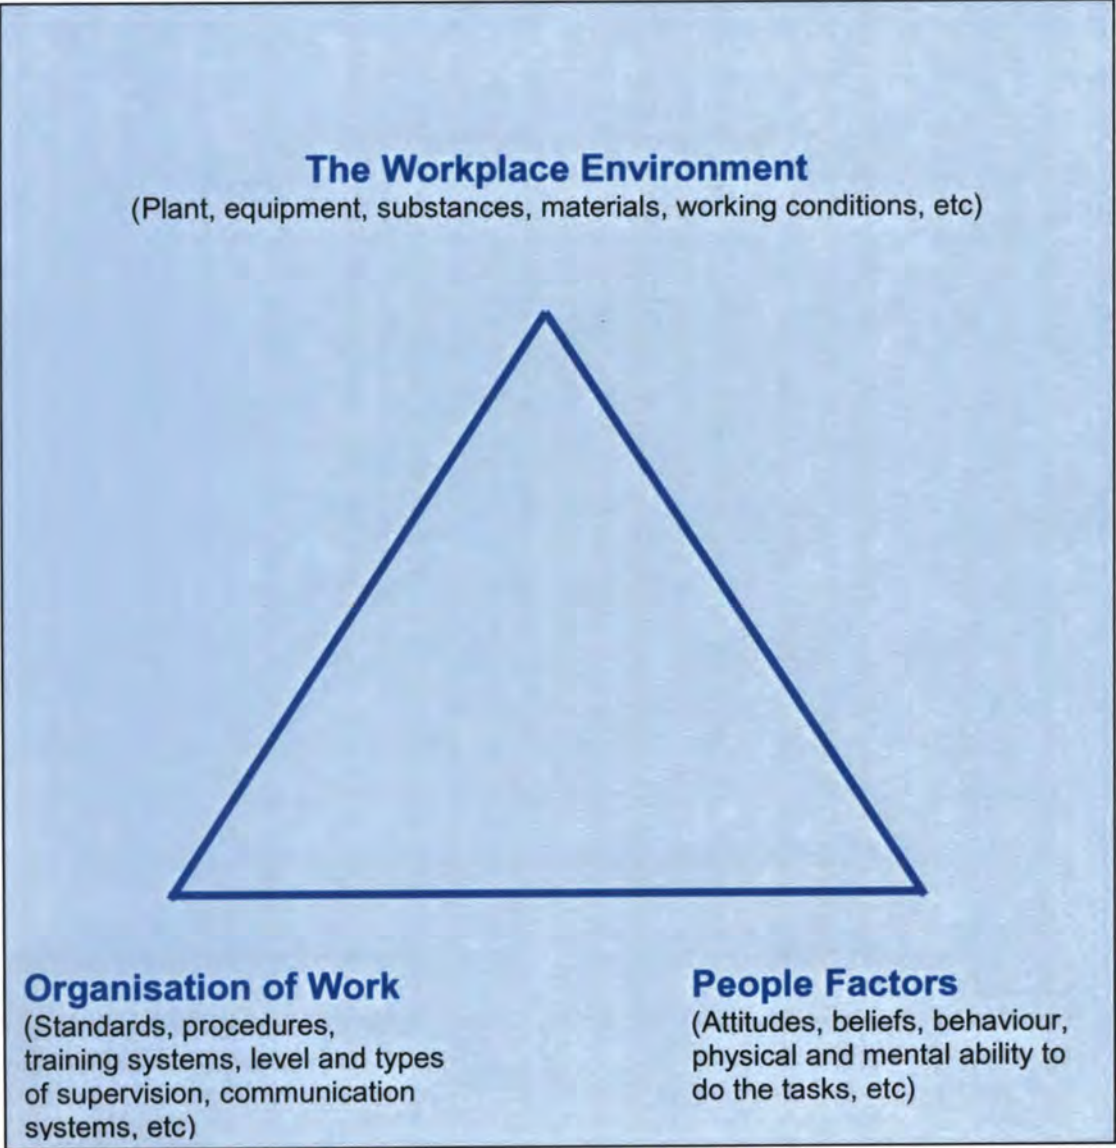 The Workplace Environment
(Plant, equipment, substances, materials, working conditions, etc)
Organisation of Work
(Standards, procedures,
training systems, level and types
of supervision, communication
systems, etc)
People Factors
(Attitudes, beliefs, behaviour,
physical and mental ability to
do the tasks, etc)